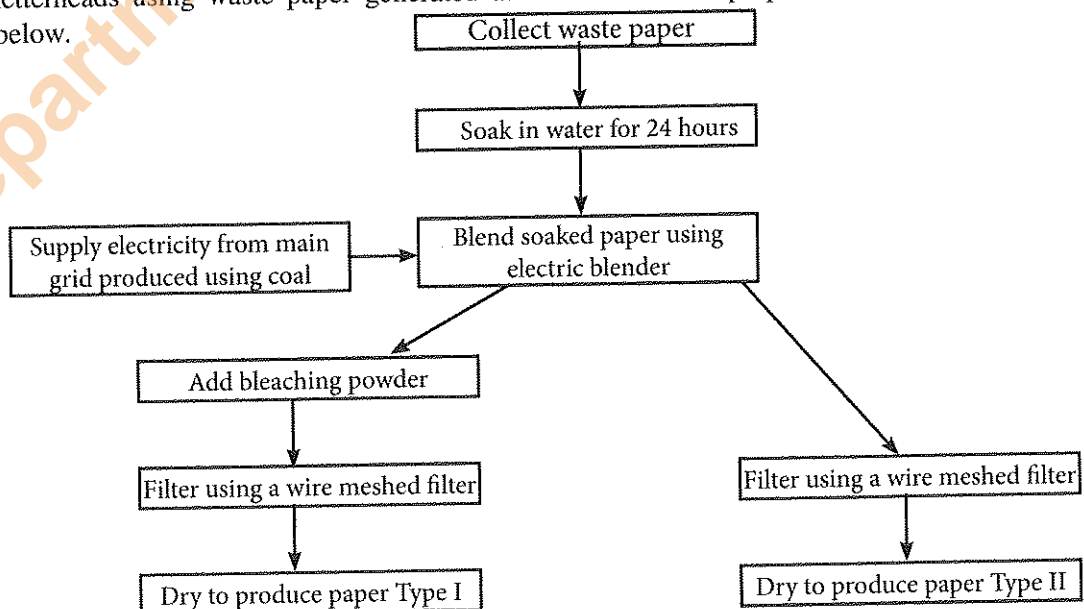 using waste paper generated
below.
Collect waste paper
Soak in water for 24 hours
Supply electricity from main
grid produced using coal
Blend soaked paper using
electric blender
Add bleaching powder
Filter using a wire meshed filter
Filter using a wire meshed filter
Dry to produce paper Type I
Dry to produce paper Type II